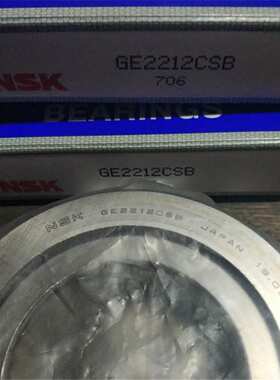 NSK
GE2212CSB
706
BEARINGS
NSK
GE2212CSB
NSK GE2212CSB JAPAN